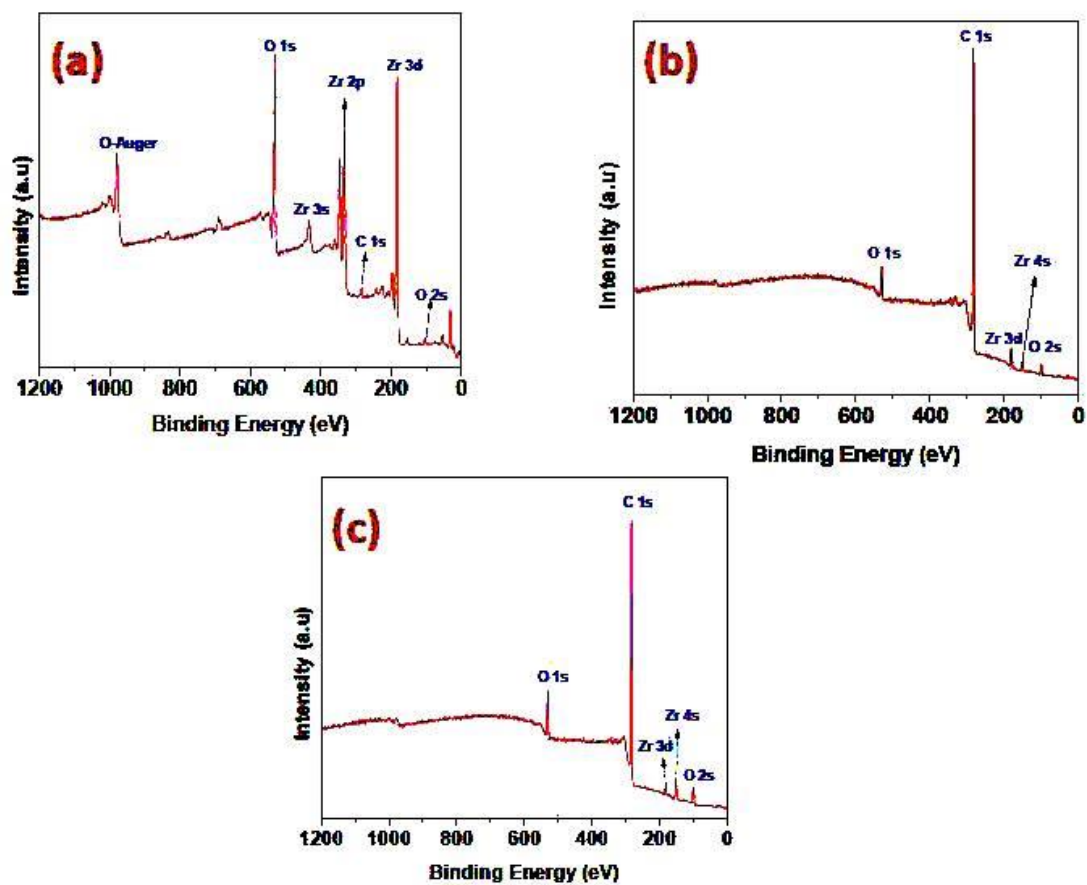 (a)
O 1s
Zr 2p
Zr 3d
O-Auger
Zr 3s
C 1s
O 2s
Intensity (a.u)
1200 1000 800 600 400 200 0
Binding Energy (eV)
(b)
C 1s
O 1s
Zr 4s
Zr 3d
O 2s
Intensity (a.u)
1200 1000 800 600 400 200 0
Binding Energy (eV)
(c)
C 1s
O 1s
Zr 4s
Zr 3d
O 2s
Intensity (a.u)
1200 1000 800 600 400 200 0
Binding Energy (eV)